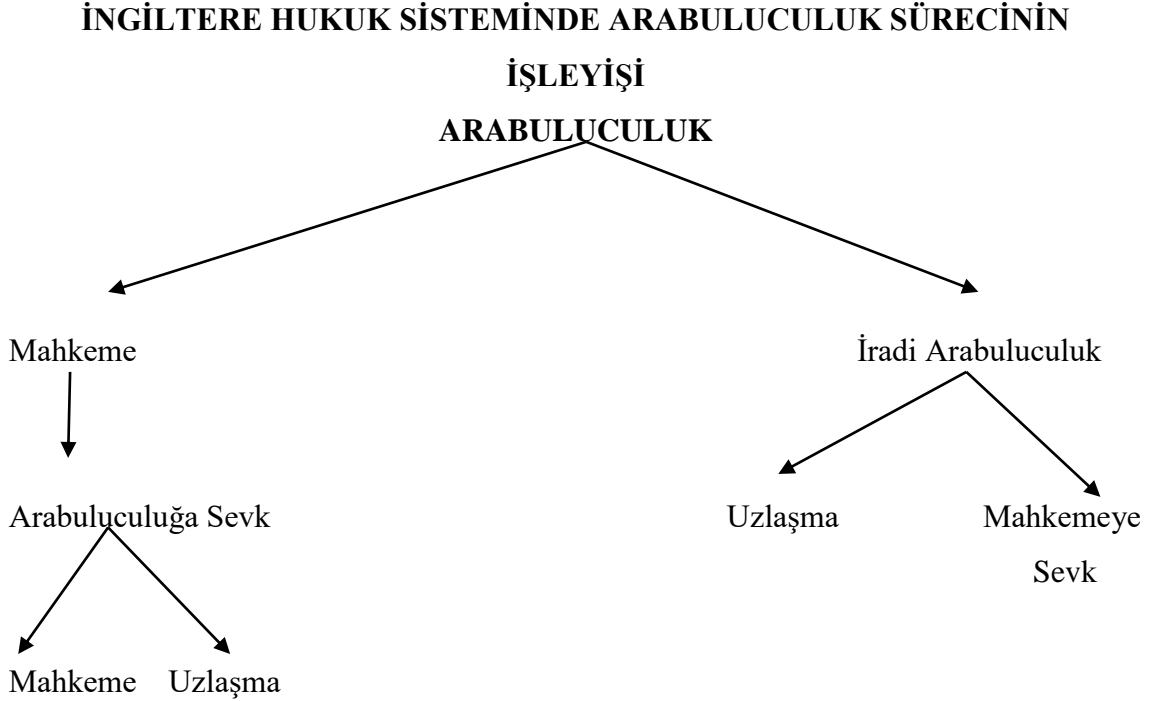 İNGİLTERE HUKUK SİSTEMİNDE ARABULUCULUK SÜRECİNİN
İŞLEYİŞİ
ARABULUCULUK
Mahkeme
İradi Arabuluculuk
Arabuluculuğa Sevk
Uzlaşma
Mahkemeye
Sevk
Mahkeme
Uzlaşma